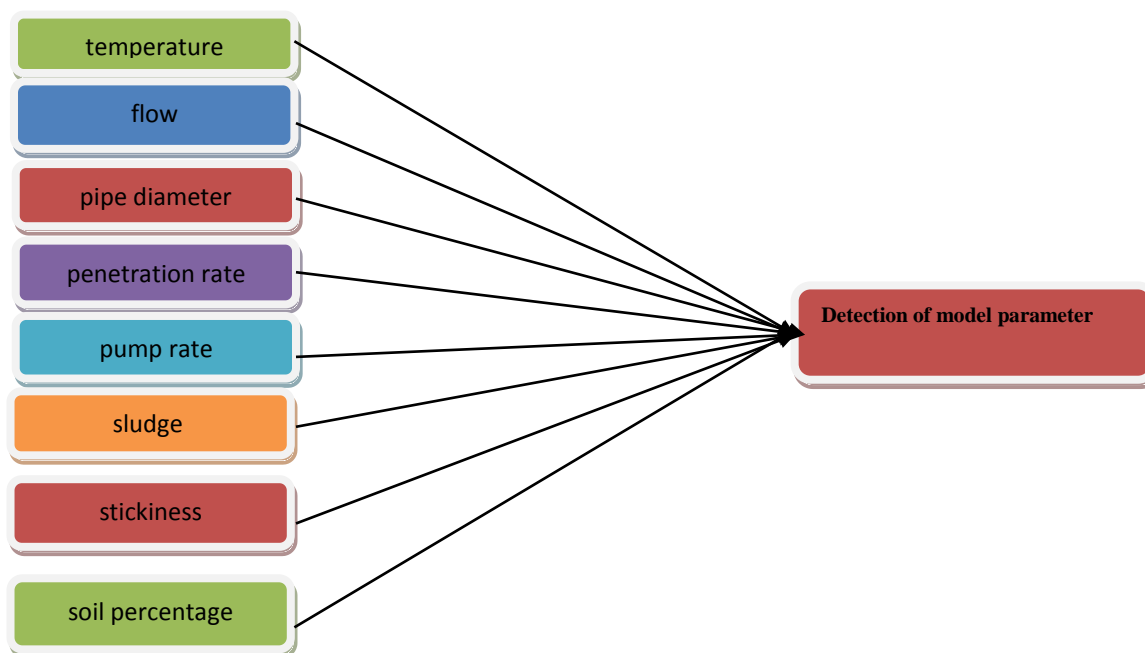 temperature
flow
pipe diameter
penetration rate
pump rate
sludge
stickiness
soil percentage
Detection of model parameter